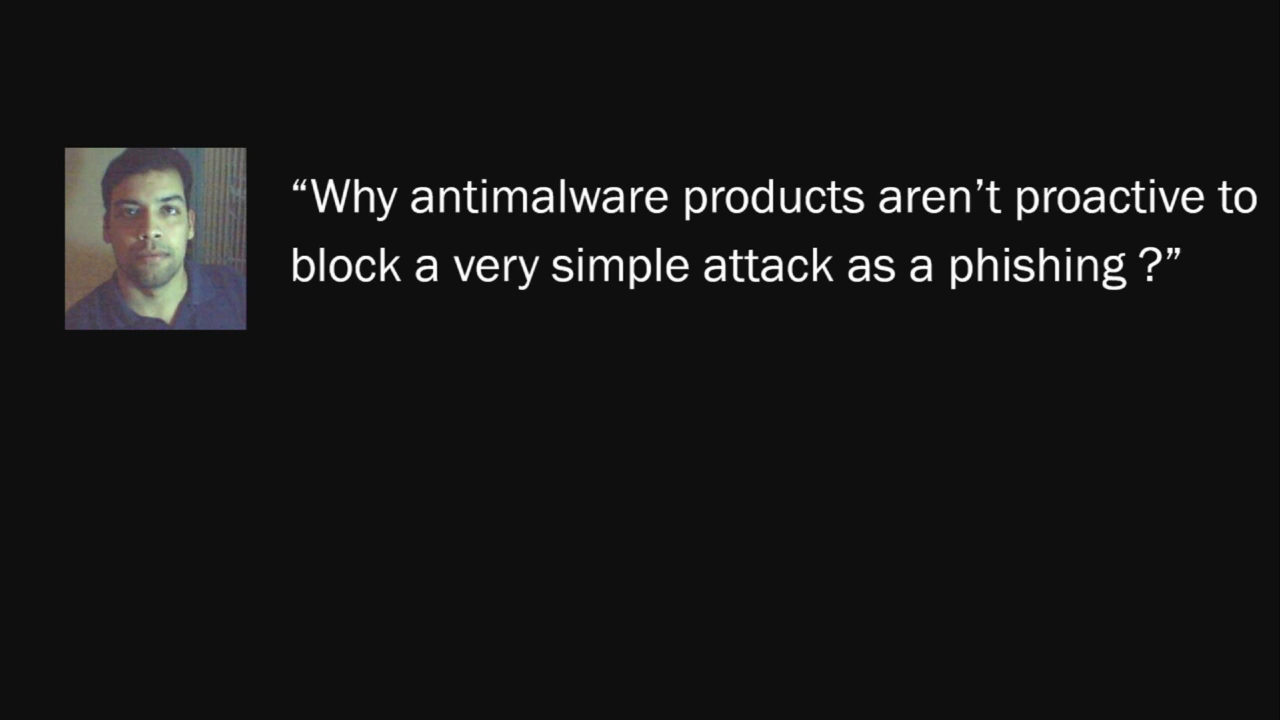 “Why antimalware products aren’t proactive to
block a very simple attack as a phishing ?”